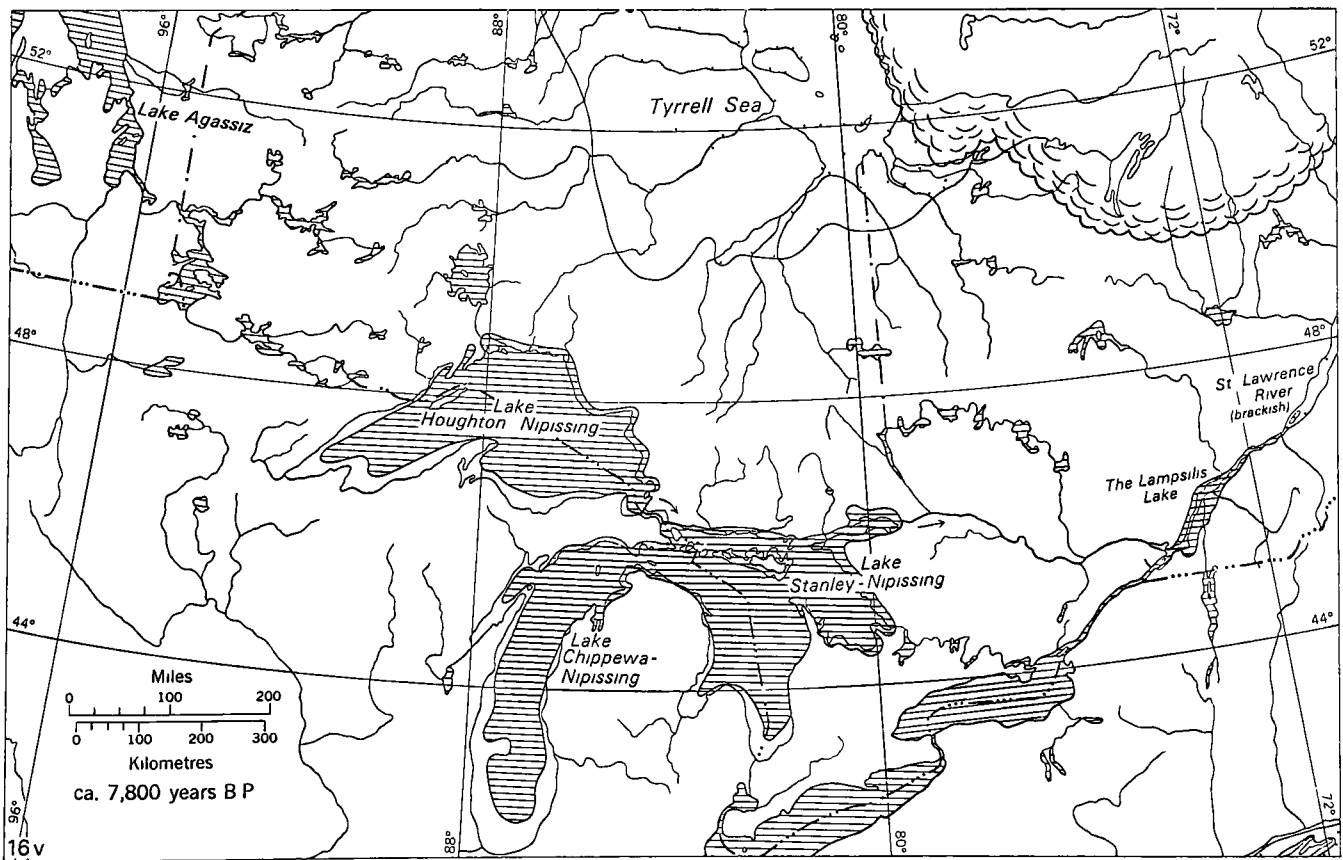 96°
88°
80°
72°
52°
52°
Lake Agassiz
Tyrrell Sea
48°
48°
St Lawrence
River
(brackish)
Lake
Houghton Nipissing
The Lampsilis
Lake
Lake
Stanley-Nipissing
44°
44°
Lake
Chippewa-
Nipissing
Miles
0 100 200
0 100 200 300
Kilometres
ca. 7,800 years B P
96°
88°
80°
72°
16 v